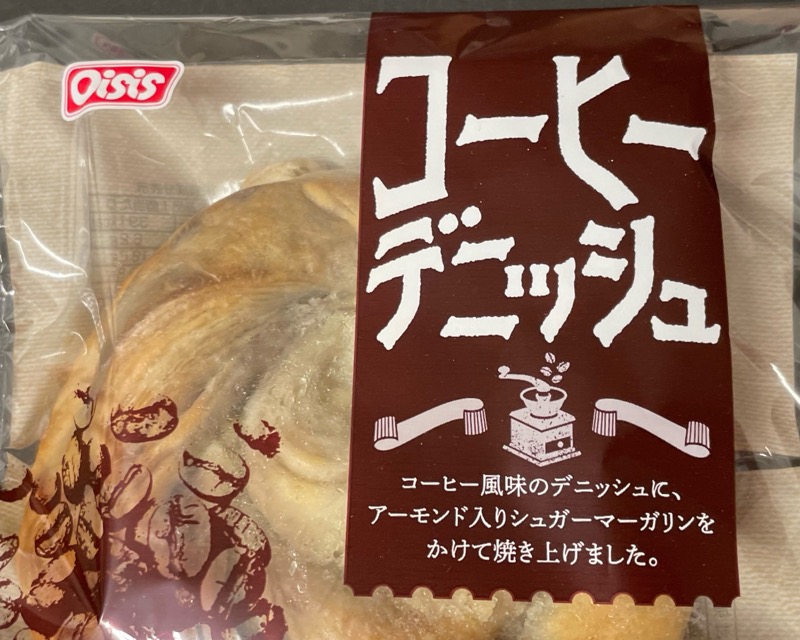 Oisis
コーヒー
デニッシュ
コーヒー風味のデニッシュに、
アーモンド入りシュガーマーガリンを
かけて焼き上げました。